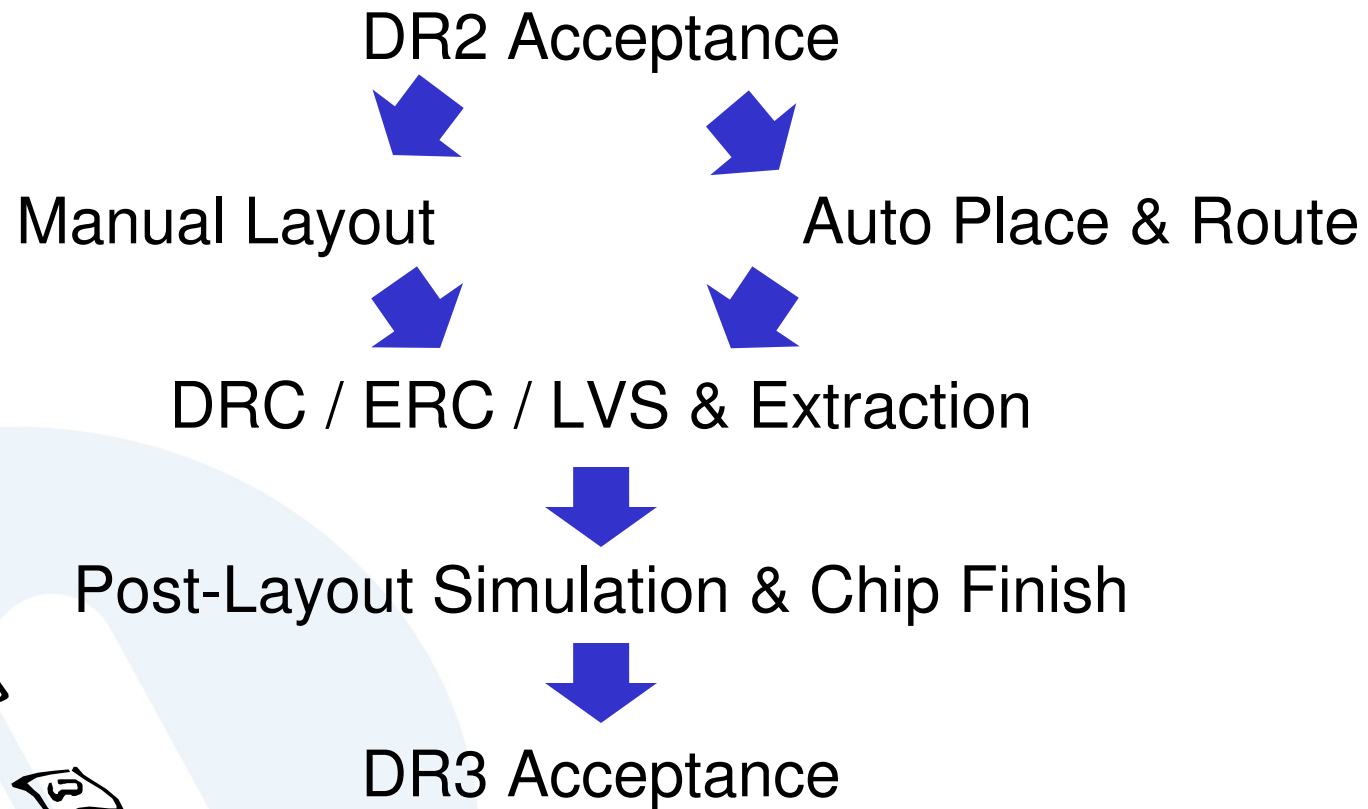 DR2 Acceptance
Manual Layout
Auto Place & Route
DRC / ERC / LVS & Extraction
Post-Layout Simulation & Chip Finish
DR3 Acceptance